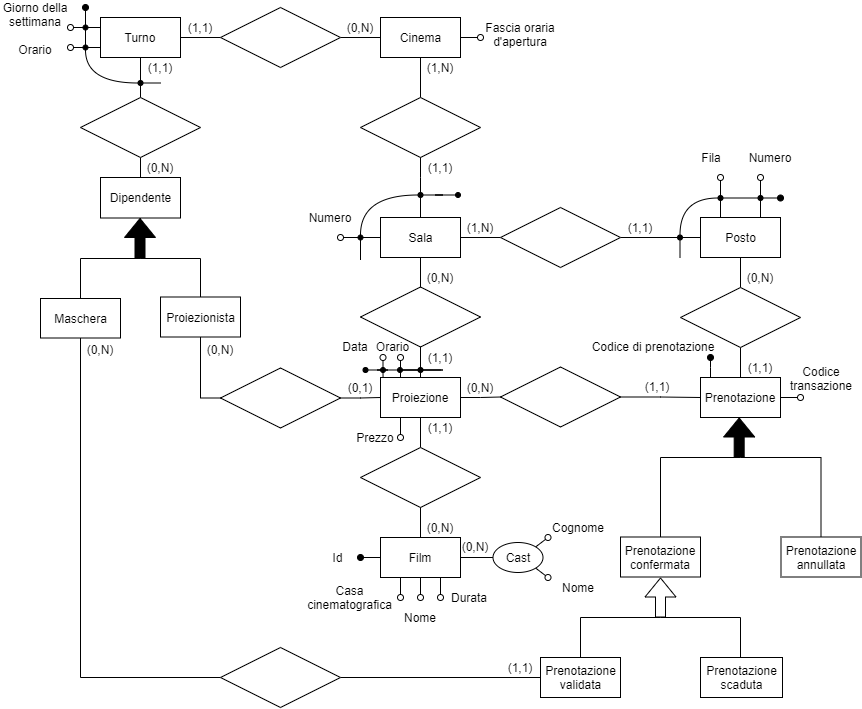 Giorno della
settimana
Orario
Turno
(1,1)
(0,N)
Cinema
Fascia oraria
d'apertura
(1,1)
(1,N)
(0,N)
Dipendente
(1,1)
Fila
Numero
Numero
Sala
(1,N)
(1,1)
Posto
(0,N)
(0,N)
Maschera
Proiezionista
(0,N)
(0,N)
Data
Orario
(1,1)
Codice di prenotazione
(1,1)
Codice
transazione
(0,1)
Proiezione
(0,N)
(1,1)
Prenotazione
Prezzo
(1,1)
(0,N)
Id
Film
(0,N)
Cast
Cognome
Nome
Casa
cinematografica
Nome
Durata
Prenotazione
confermata
Prenotazione
annullata
(1,1)
Prenotazione
validata
Prenotazione
scaduta